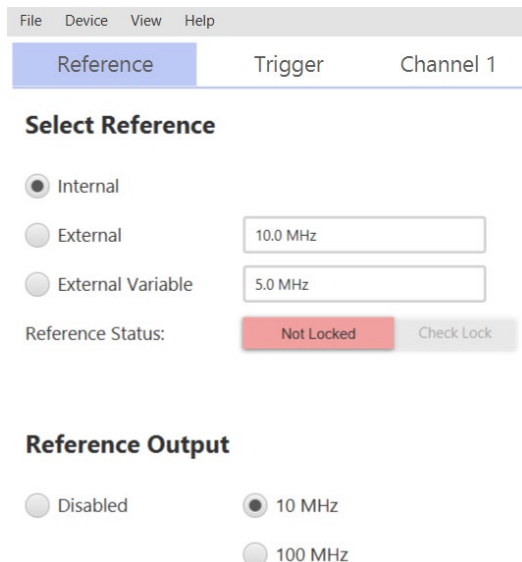 File Device View Help
Reference Trigger Channel 1
Select Reference
Internal
External 10.0 MHz
External Variable 5.0 MHz
Reference Status: Not Locked Check Lock
Reference Output
Disabled 10 MHz
100 MHz